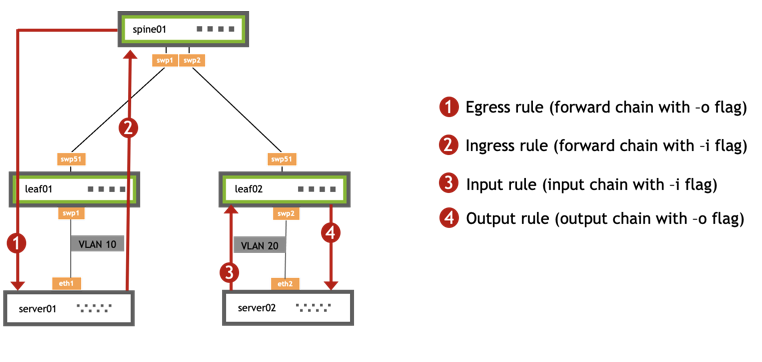 spine01
swp1
swp2
2
swp51
swp51
leaf01
leaf02
swp1
swp2
1
VLAN 10
VLAN 20
4
3
eth1
eth2
server01
server02
1 Egress rule (forward chain with –o flag)
2 Ingress rule (forward chain with –i flag)
3 Input rule (input chain with –i flag)
4 Output rule (output chain with –o flag)